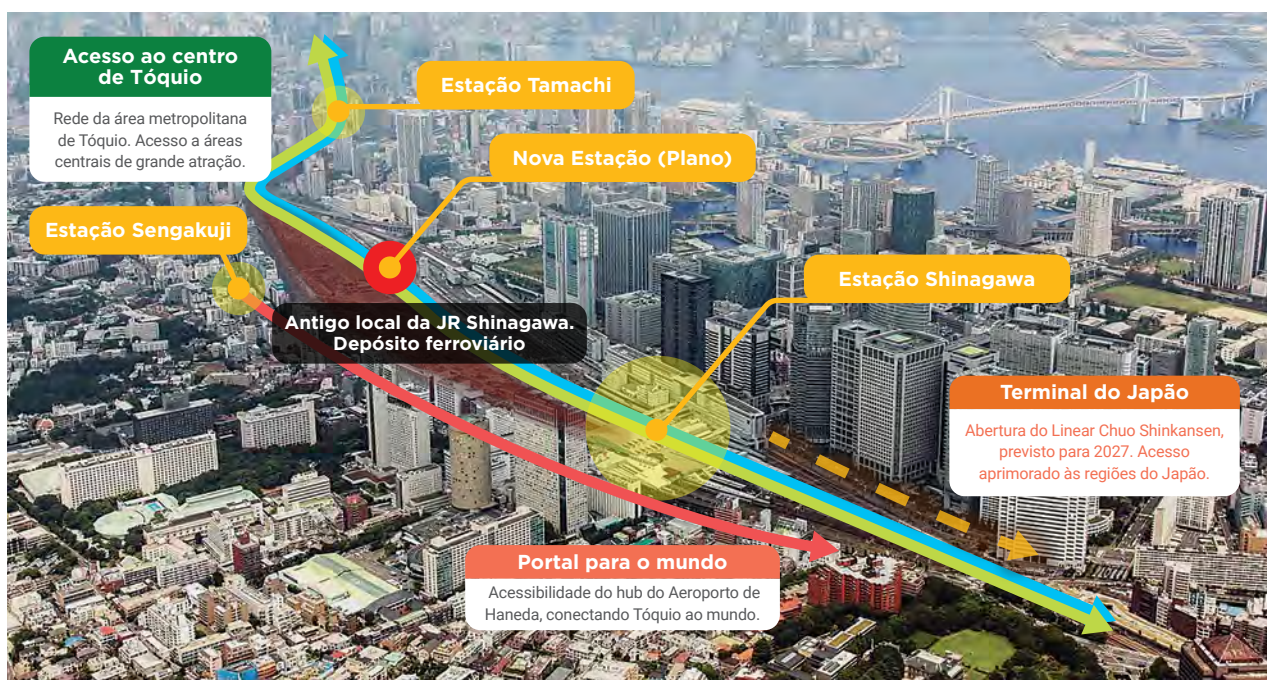 Acesso ao centro
de Tóquio
Rede da área metropolitana
de Tóquio. Acesso a áreas
centrais de grande atração.
Estação Tamachi
Nova Estação (Plano)
Estação Sengakuji
Estação Shinagawa
Antigo local da JR Shinagawa.
Depósito ferroviário
Terminal do Japão
Abertura do Linear Chuo Shinkansen,
previsto para 2027. Acesso
aprimorado às regiões do Japão.
Portal para o mundo
Acessibilidade do hub do Aeroporto de
Haneda, conectando Tóquio ao mundo.